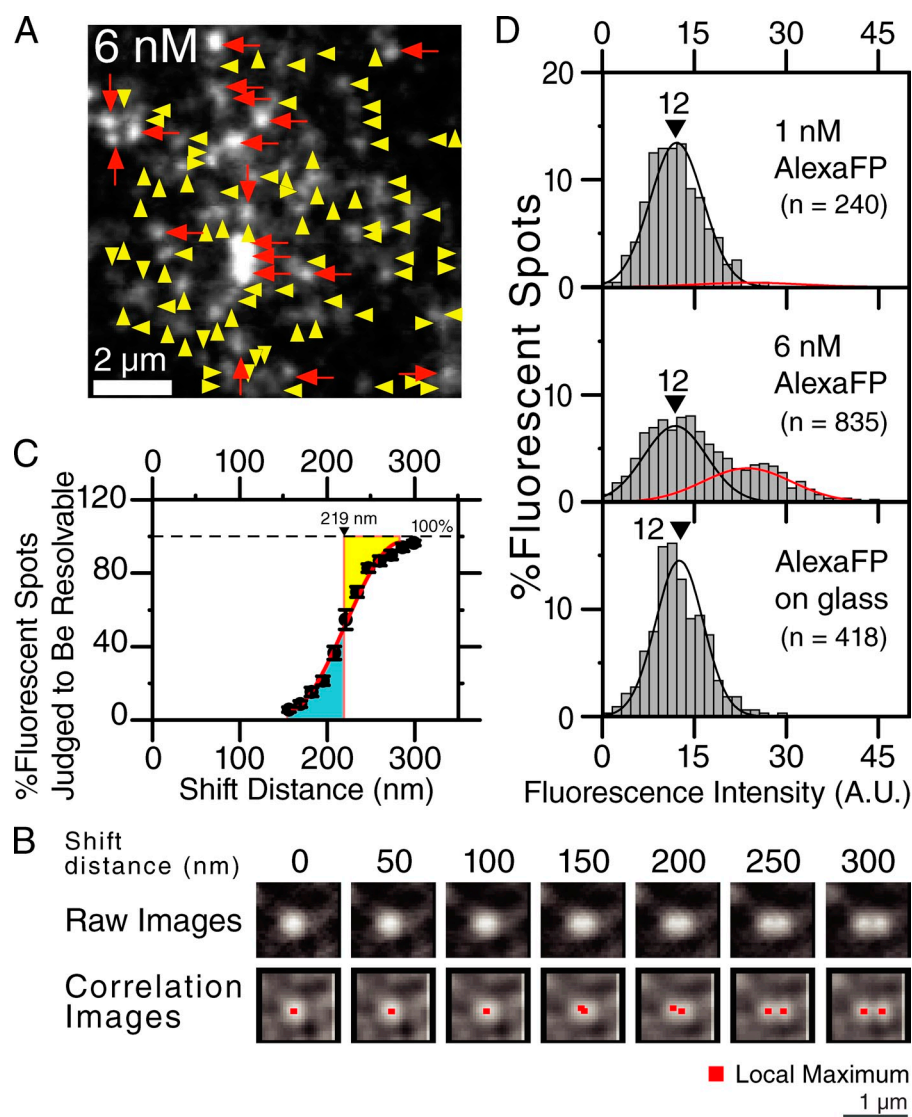 A
6 nM
2 µm
C
0 100 200 300
120
80
40
0
219 nm
100%
%Fluorescent Spots
Judged to Be Resolvable
0 100 200 300
Shift Distance (nm)
D
0 15 30 45
20
10
0
12
1 nM
AlexaFP
(n = 240)
10
0
12
6 nM
AlexaFP
(n = 835)
10
0
12
AlexaFP
on glass
(n = 418)
%Fluorescent Spots
0 15 30 45
Fluorescence Intensity (A.U.)
B
Shift
distance (nm)
0 50 100 150 200 250 300
Raw Images
Correlation
Images
Local Maximum
1 µm